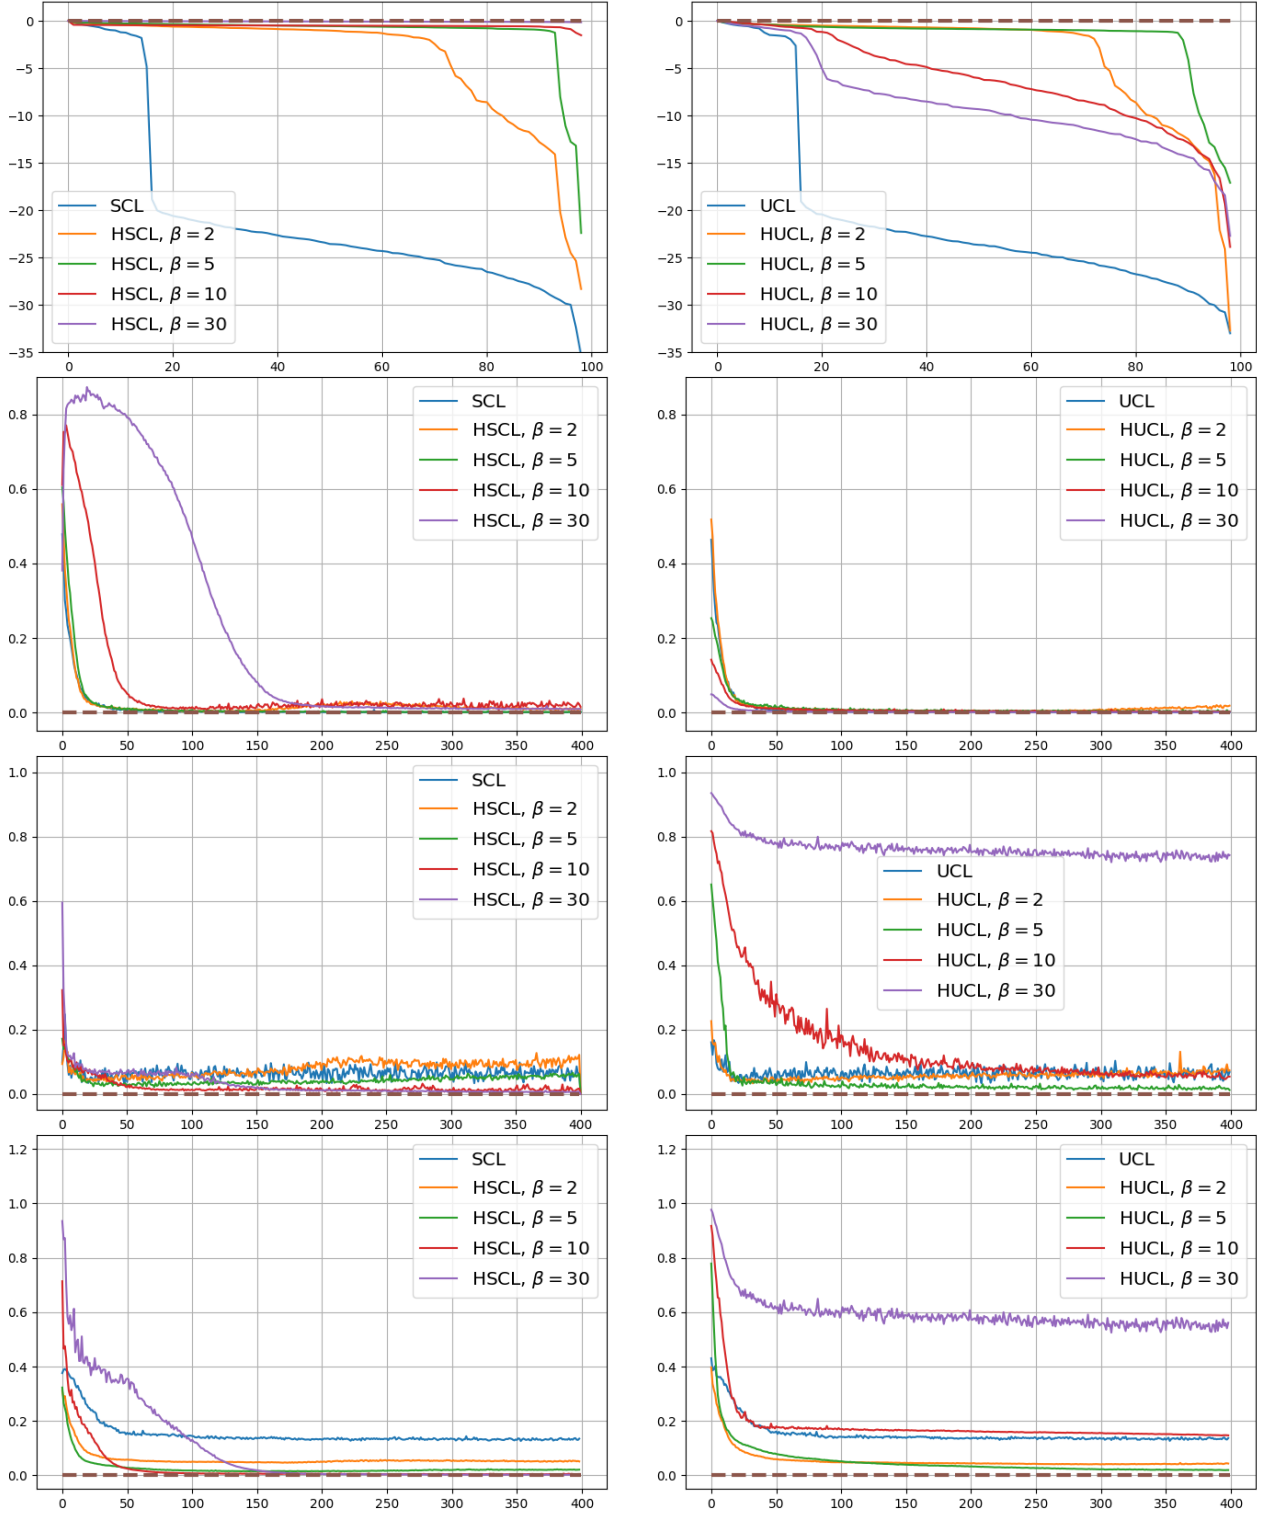 0
−5
−10
−15
−20
−25
−30
−35
0 20 40 60 80 100
SCL
HSCL, β = 2
HSCL, β = 5
HSCL, β = 10
HSCL, β = 30
0
−5
−10
−15
−20
−25
−30
−35
0 20 40 60 80 100
UCL
HUCL, β = 2
HUCL, β = 5
HUCL, β = 10
HUCL, β = 30
0.8
0.6
0.4
0.2
0.0
0 50 100 150 200 250 300 350 400
SCL
HSCL, β = 2
HSCL, β = 5
HSCL, β = 10
HSCL, β = 30
0.8
0.6
0.4
0.2
0.0
0 50 100 150 200 250 300 350 400
UCL
HUCL, β = 2
HUCL, β = 5
HUCL, β = 10
HUCL, β = 30
1.0
0.8
0.6
0.4
0.2
0.0
0 50 100 150 200 250 300 350 400
SCL
HSCL, β = 2
HSCL, β = 5
HSCL, β = 10
HSCL, β = 30
1.0
0.8
0.6
0.4
0.2
0.0
0 50 100 150 200 250 300 350 400
UCL
HUCL, β = 2
HUCL, β = 5
HUCL, β = 10
HUCL, β = 30
1.2
1.0
0.8
0.6
0.4
0.2
0.0
0 50 100 150 200 250 300 350 400
SCL
HSCL, β = 2
HSCL, β = 5
HSCL, β = 10
HSCL, β = 30
1.2
1.0
0.8
0.6
0.4
0.2
0.0
0 50 100 150 200 250 300 350 400
UCL
HUCL, β = 2
HUCL, β = 5
HUCL, β = 10
HUCL, β = 30